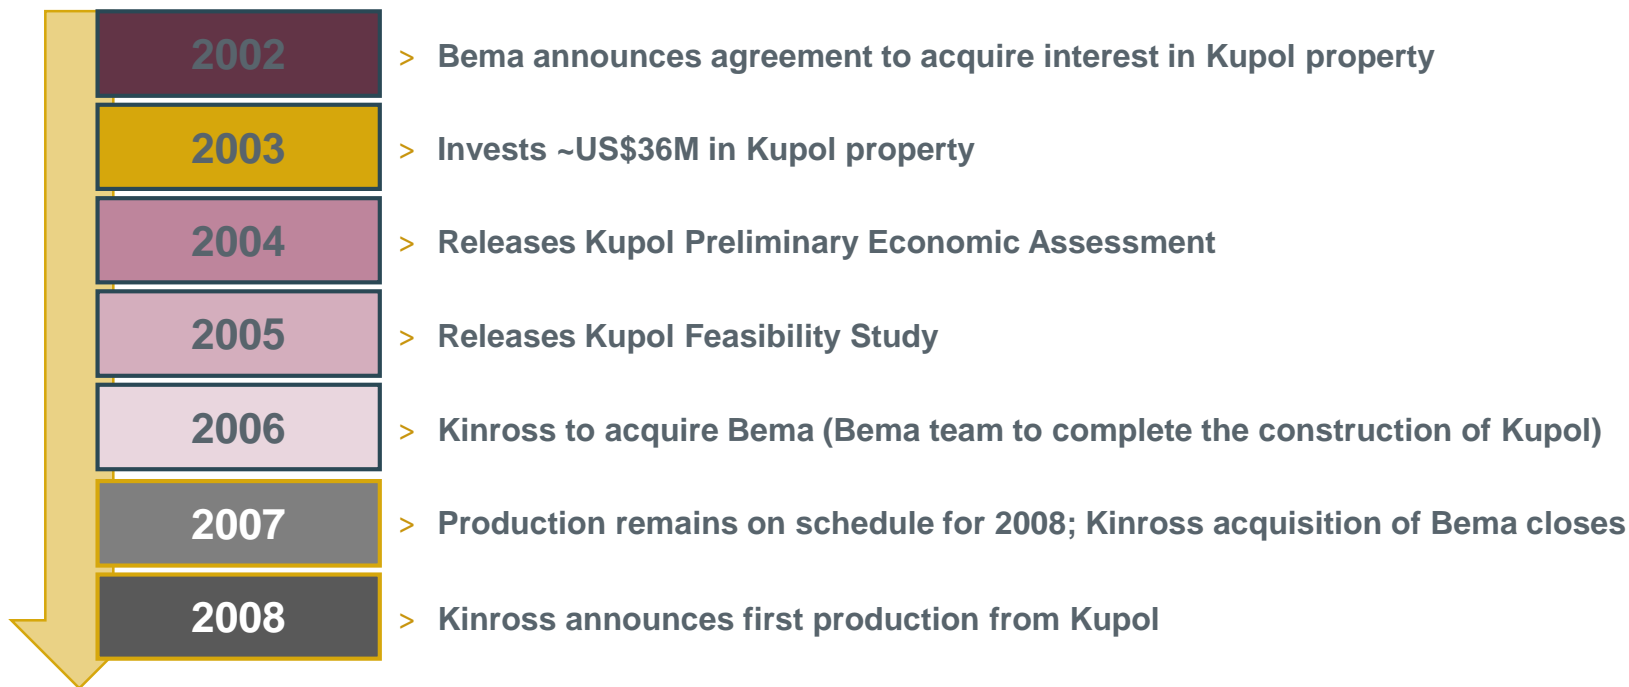 2002 > Bema announces agreement to acquire interest in Kupol property
2003 > Invests ~US$36M in Kupol property
2004 > Releases Kupol Preliminary Economic Assessment
2005 > Releases Kupol Feasibility Study
2006 > Kinross to acquire Bema (Bema team to complete the construction of Kupol)
2007 > Production remains on schedule for 2008; Kinross acquisition of Bema closes
2008 > Kinross announces first production from Kupol